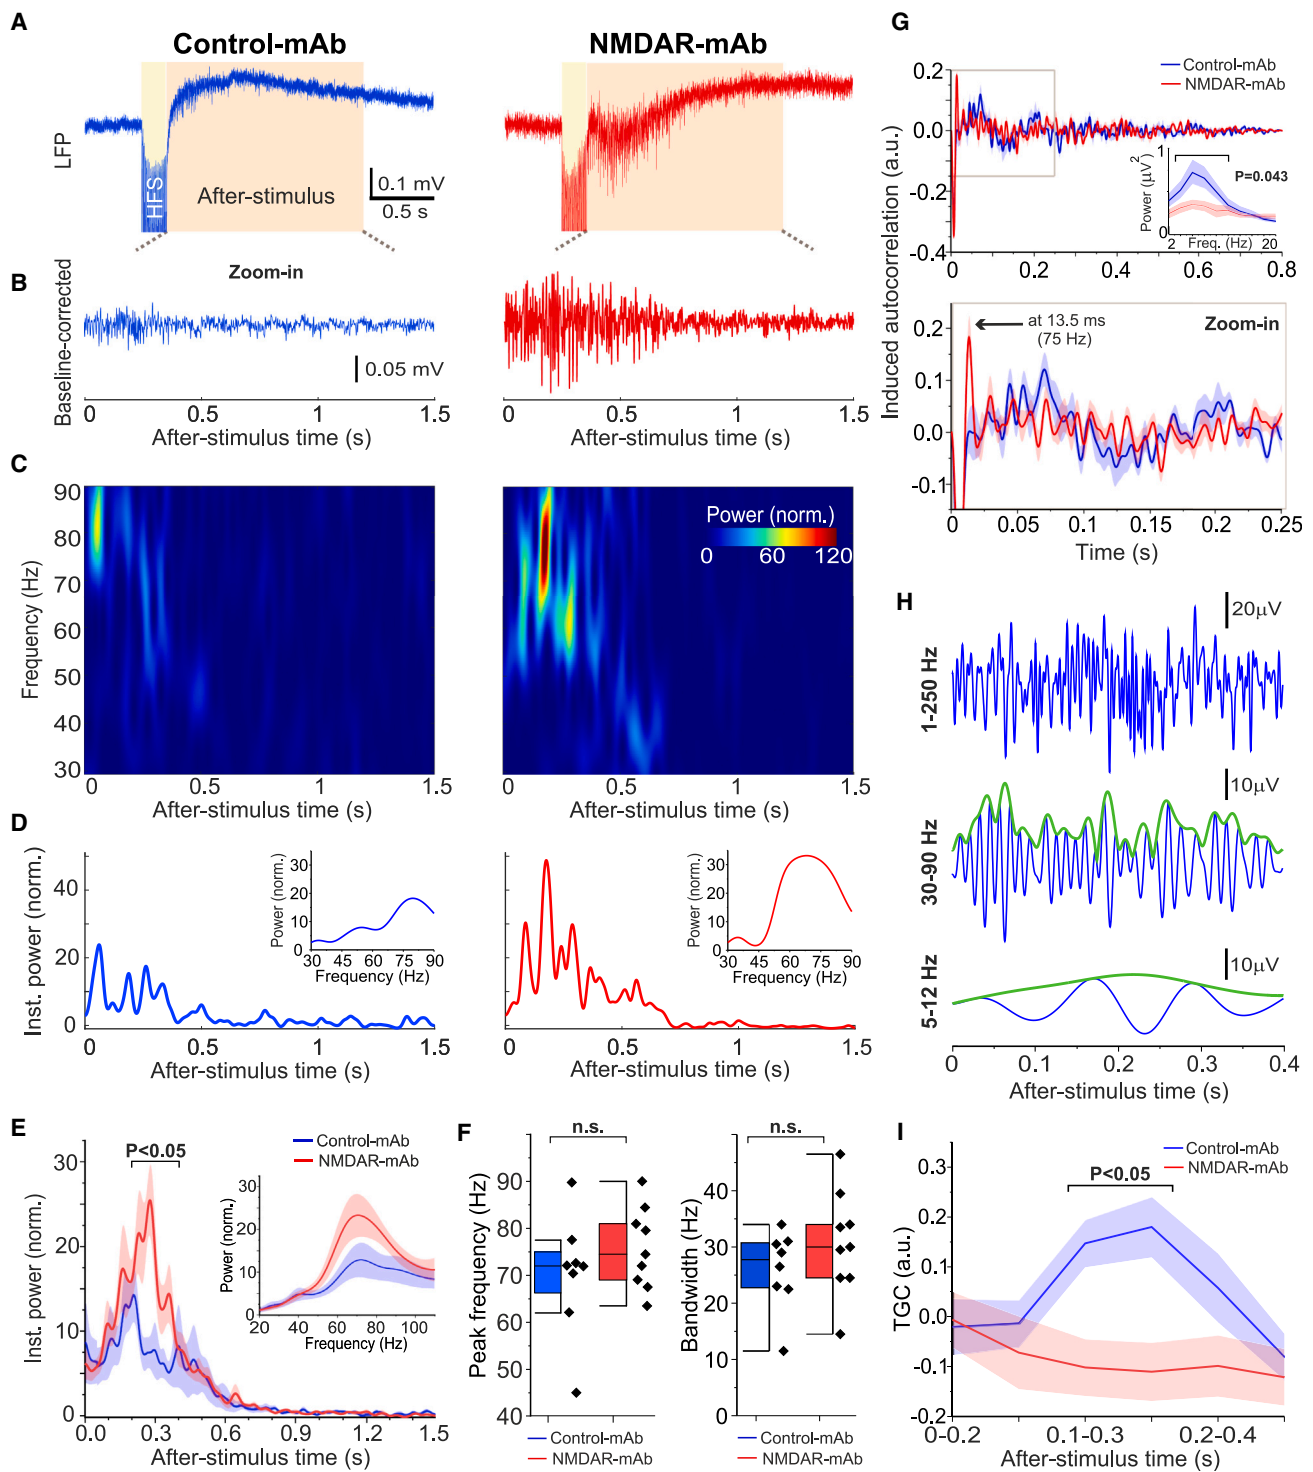 A
Control-mAb
NMDAR-mAb
LFP
HFS
After-stimulus
0.1 mV
0.5 s
B
Zoom-in
Baseline-corrected
0.05 mV
0 0.5 1 1.5
After-stimulus time (s)
0 0.5 1 1.5
After-stimulus time (s)
C
Frequency (Hz)
90
80
70
60
50
40
30
0 0.5 1 1.5
After-stimulus time (s)
Power (norm.)
0 60 120
0 0.5 1 1.5
After-stimulus time (s)
D
Inst. power (norm.)
40
20
0
0 0.5 1 1.5
After-stimulus time (s)
Power (norm.)
30
20
10
0
30 45 60 75 90
Frequency (Hz)
0 0.5 1 1.5
After-stimulus time (s)
Power (norm.)
30
20
10
0
30 45 60 75 90
Frequency (Hz)
E
Inst. power (norm.)
30
25
20
15
10
5
0
P<0.05
Control-mAb
NMDAR-mAb
Power (norm.)
30
20
10
0
20 40 60 80 100
Frequency (Hz)
0.0 0.3 0.6 0.9 1.2 1.5
After-stimulus time (s)
F
n.s.
Peak frequency (Hz)
90
80
70
60
50
40
Control-mAb
NMDAR-mAb
n.s.
Bandwidth (Hz)
40
30
20
10
0
Control-mAb
NMDAR-mAb
G
Control-mAb
NMDAR-mAb
Induced autocorrelation (a.u.)
0.2
0.0
-0.2
-0.4
0 0.2 0.4 0.6 0.8
Power (µV²)
1
0
P=0.043
2 Freq. (Hz) 20
0.2
0.1
0.0
-0.1
at 13.5 ms
(75 Hz)
Zoom-in
0 0.05 0.10 0.15 0.20 0.25
Time (s)
H
1-250 Hz
20µV
30-90 Hz
10µV
5-12 Hz
10µV
0 0.1 0.2 0.3 0.4
After-stimulus time (s)
I
Control-mAb
NMDAR-mAb
P<0.05
TGC (a.u.)
0.3
0.2
0.1
0.0
-0.1
-0.2
0-0.2 0.1-0.3 0.2-0.4
After-stimulus time (s)